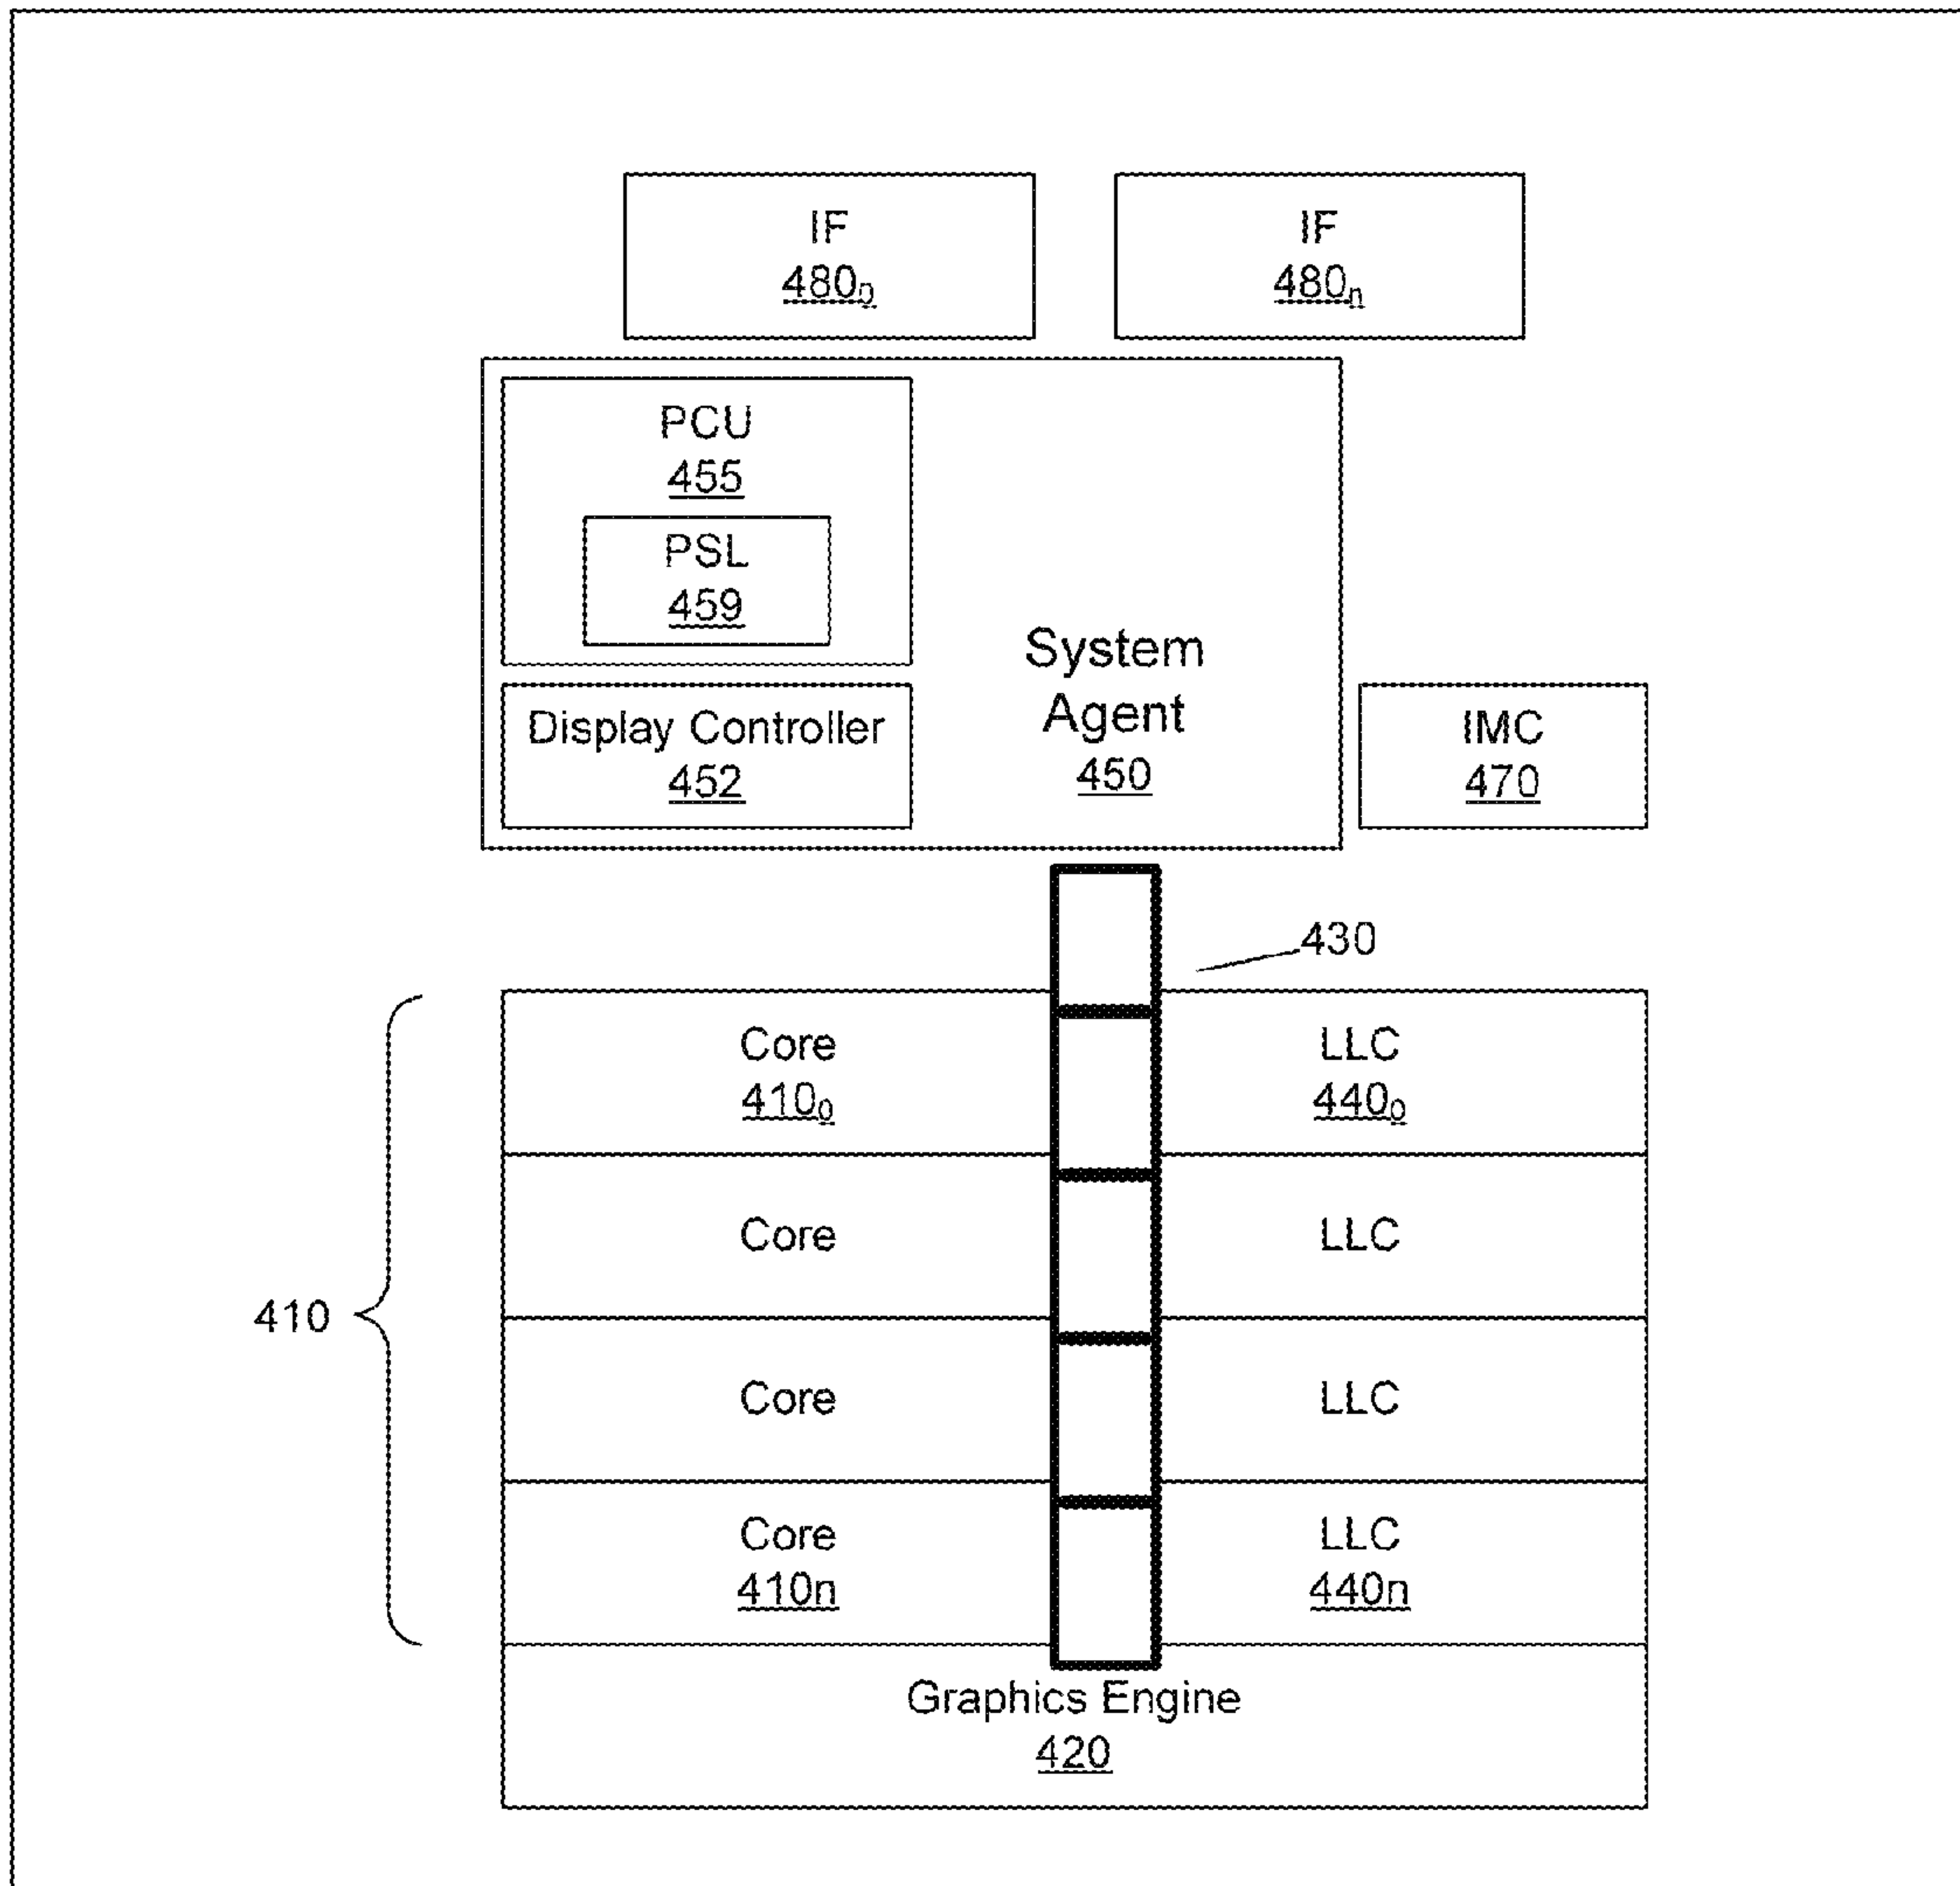 IF
480₀
IF
480ₙ
PCU
455
PSL
459
System
Agent
450
Display Controller
452
IMC
470
430
Core
410₀
LLC
440₀
Core
LLC
410
Core
LLC
Core
410n
LLC
440n
Graphics Engine
420